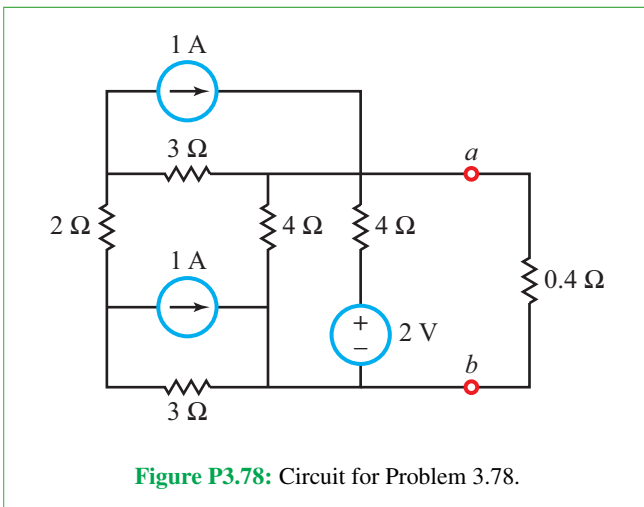 1 A
3 Ω
a
2 Ω
4 Ω
4 Ω
1 A
0.4 Ω
+
2 V
−
b
3 Ω
Figure P3.78: Circuit for Problem 3.78.